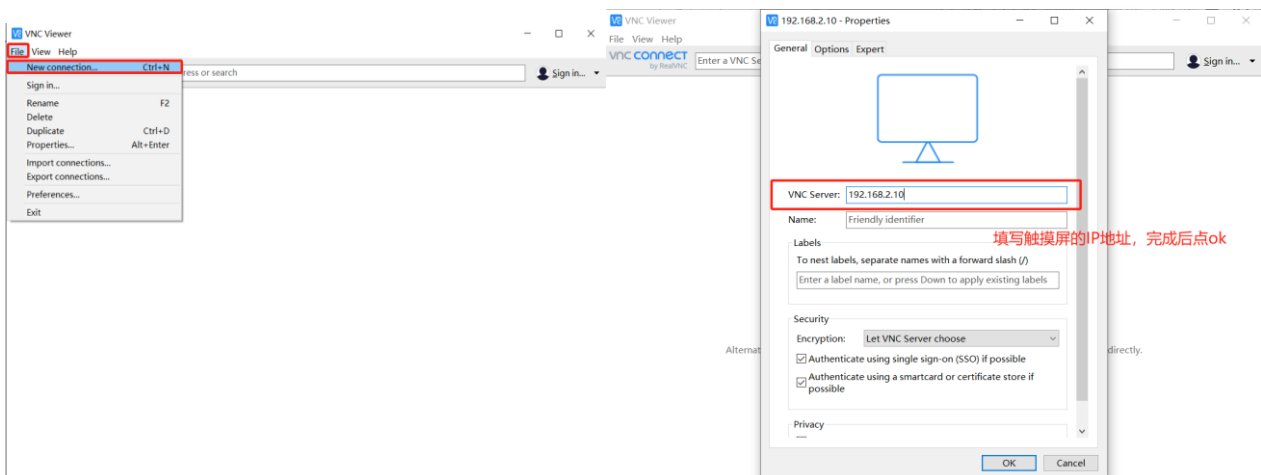 VNC Viewer
File View Help
New connection... Ctrl+N
ress or search
Sign in...
Sign in...
Rename F2
Delete
Duplicate Ctrl+D
Properties... Alt+Enter
Import connections...
Export connections...
Preferences...
Exit
VNC Viewer
File View Help
vnc connect
by RealVNC
Enter a VNC Se
Sign in...
192.168.2.10 - Properties
General Options Expert
VNC Server: 192.168.2.10
Name: Friendly identifier
填写触摸屏的IP地址，完成后点ok
Labels
To nest labels, separate names with a forward slash (/)
Enter a label name, or press Down to apply existing labels
Security
Encryption: Let VNC Server choose
Alternat
directly.
Authenticate using single sign-on (SSO) if possible
Authenticate using a smartcard or certificate store if
possible
Privacy
OK Cancel